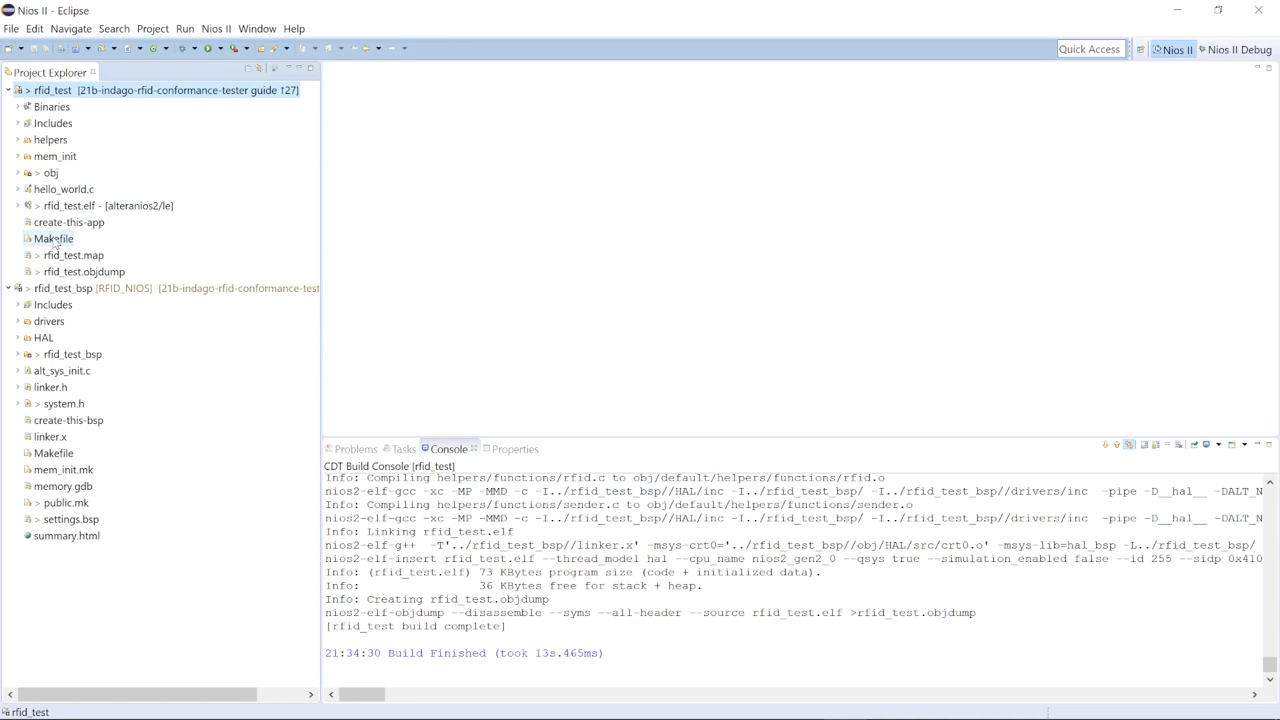 Nios II - Eclipse
File Edit Navigate Search Project Run Nios II Window Help
Quick Access Nios II Nios II Debug
Project Explorer
> rfid_test [21b-indago-rfid-conformance-tester guide ↑27]
Binaries
Includes
helpers
mem_init
> obj
hello_world.c
> rfid_test.elf - [alteranios2/le]
create-this-app
Makefile
> rfid_test.map
> rfid_test.objdump
> rfid_test_bsp [RFID_NIOS] [21b-indago-rfid-conformance-test
Includes
drivers
HAL
> rfid_test_bsp
alt_sys_init.c
linker.h
> system.h
create-this-bsp
linker.x
Makefile
mem_init.mk
memory.gdb
> public.mk
> settings.bsp
summary.html
Problems Tasks Console Properties
CDT Build Console [rfid_test]
Info: Compiling helpers/functions/rfid.c to obj/default/helpers/functions/rfid.o
nios2-elf-gcc -xc -MP -MMD -c -I../rfid_test_bsp//HAL/inc -I../rfid_test_bsp/ -I../rfid_test_bsp//drivers/inc -pipe -D__hal__ -DALT_N
Info: Compiling helpers/functions/sender.c to obj/default/helpers/functions/sender.o
nios2-elf-gcc -xc -MP -MMD -c -I../rfid_test_bsp//HAL/inc -I../rfid_test_bsp/ -I../rfid_test_bsp//drivers/inc -pipe -D__hal__ -DALT_N
Info: Linking rfid_test.elf
nios2-elf-g++ -T'../rfid_test_bsp//linker.x' -msys-crt0='../rfid_test_bsp//obj/HAL/src/crt0.o' -msys-lib=hal_bsp -L../rfid_test_bsp/
nios2-elf-insert rfid_test.elf --thread_model hal --cpu_name nios2_gen2_0 --qsys true --simulation_enabled false --id 255 --sidp 0x410
Info: (rfid_test.elf) 73 KBytes program size (code + initialized data).
Info: 36 KBytes free for stack + heap.
Info: Creating rfid_test.objdump
nios2-elf-objdump --disassemble --syms --all-header --source rfid_test.elf >rfid_test.objdump
[rfid_test build complete]
21:34:30 Build Finished (took 13s.465ms)
rfid_test